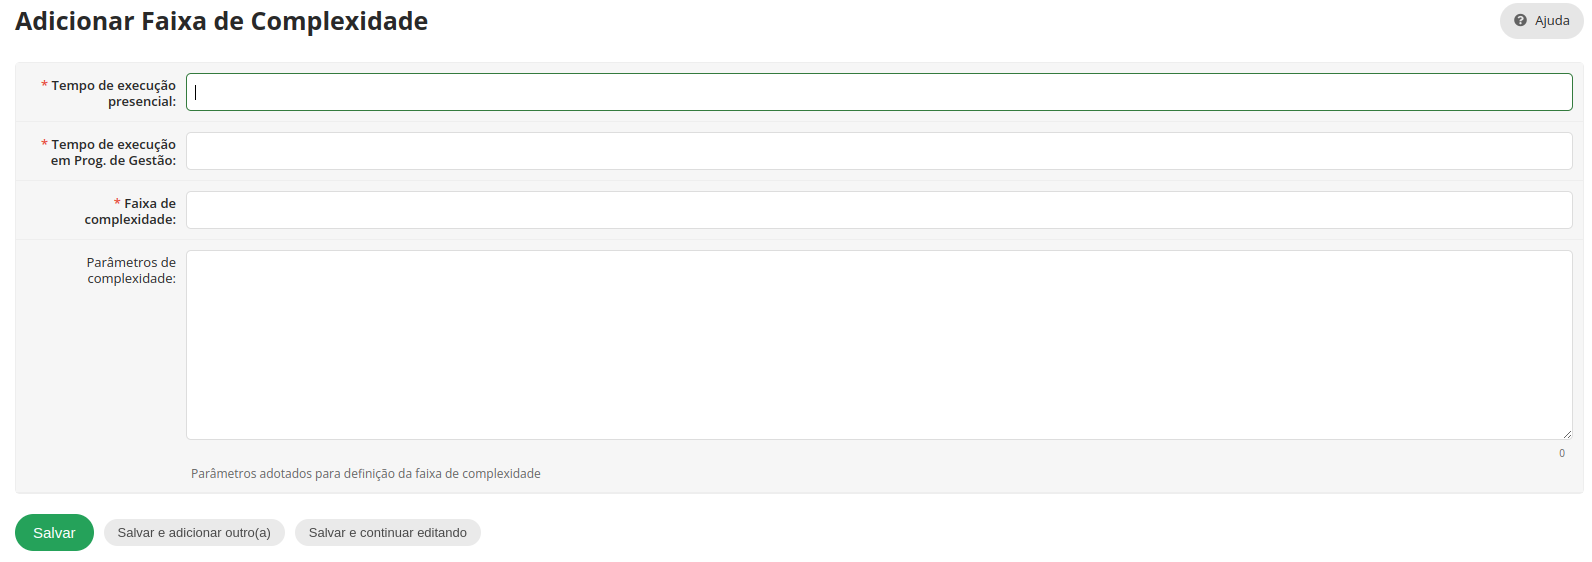 Adicionar Faixa de Complexidade
Ajuda
* Tempo de execução
presencial:
* Tempo de execução
em Prog. de Gestão:
* Faixa de
complexidade:
Parâmetros de
complexidade:
0
Parâmetros adotados para definição da faixa de complexidade
Salvar
Salvar e adicionar outro(a)
Salvar e continuar editando